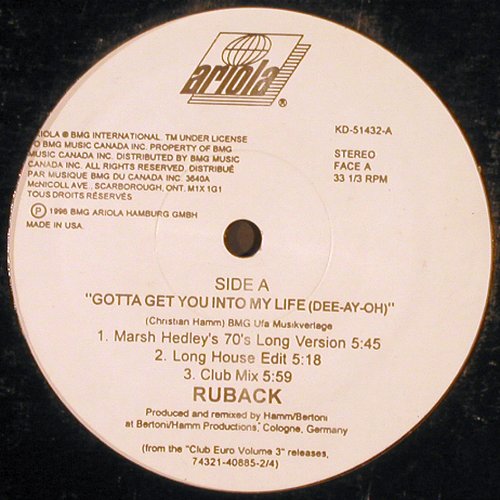 ariola
®
KD-51432-A
ARIOLA ® BMG INTERNATIONAL. TM UNDER LICENSE
TO BMG MUSIC CANADA INC. PROPERTY OF BMG
MUSIC CANADA INC. DISTRIBUTED BY BMG MUSIC
CANADA INC. ALL RIGHTS RESERVED, DISTRIBUÉ
PAR MUSIQUE BMG DU CANADA INC. 3640A
McNICOLL AVE., SCARBOROUGH, ONT. M1X 1G1
TOUS DROITS RÉSERVÉS
STEREO
FACE A
33 1/3 RPM
Ⓟ 1996 BMG ARIOLA HAMBURG GMBH
MADE IN USA.
SIDE A
"GOTTA GET YOU INTO MY LIFE (DEE-AY-OH)"
(Christian Hamm) BMG Ufa Musikverlage
1. Marsh Hedley's 70's Long Version 5:45
2. Long House Edit 5:18
3. Club Mix 5:59
RUBACK
Produced and remixed by Hamm/Bertoni
at Bertoni/Hamm Productions, Cologne, Germany
(from the "Club Euro Volume 3" releases,
74321-40885-2/4)